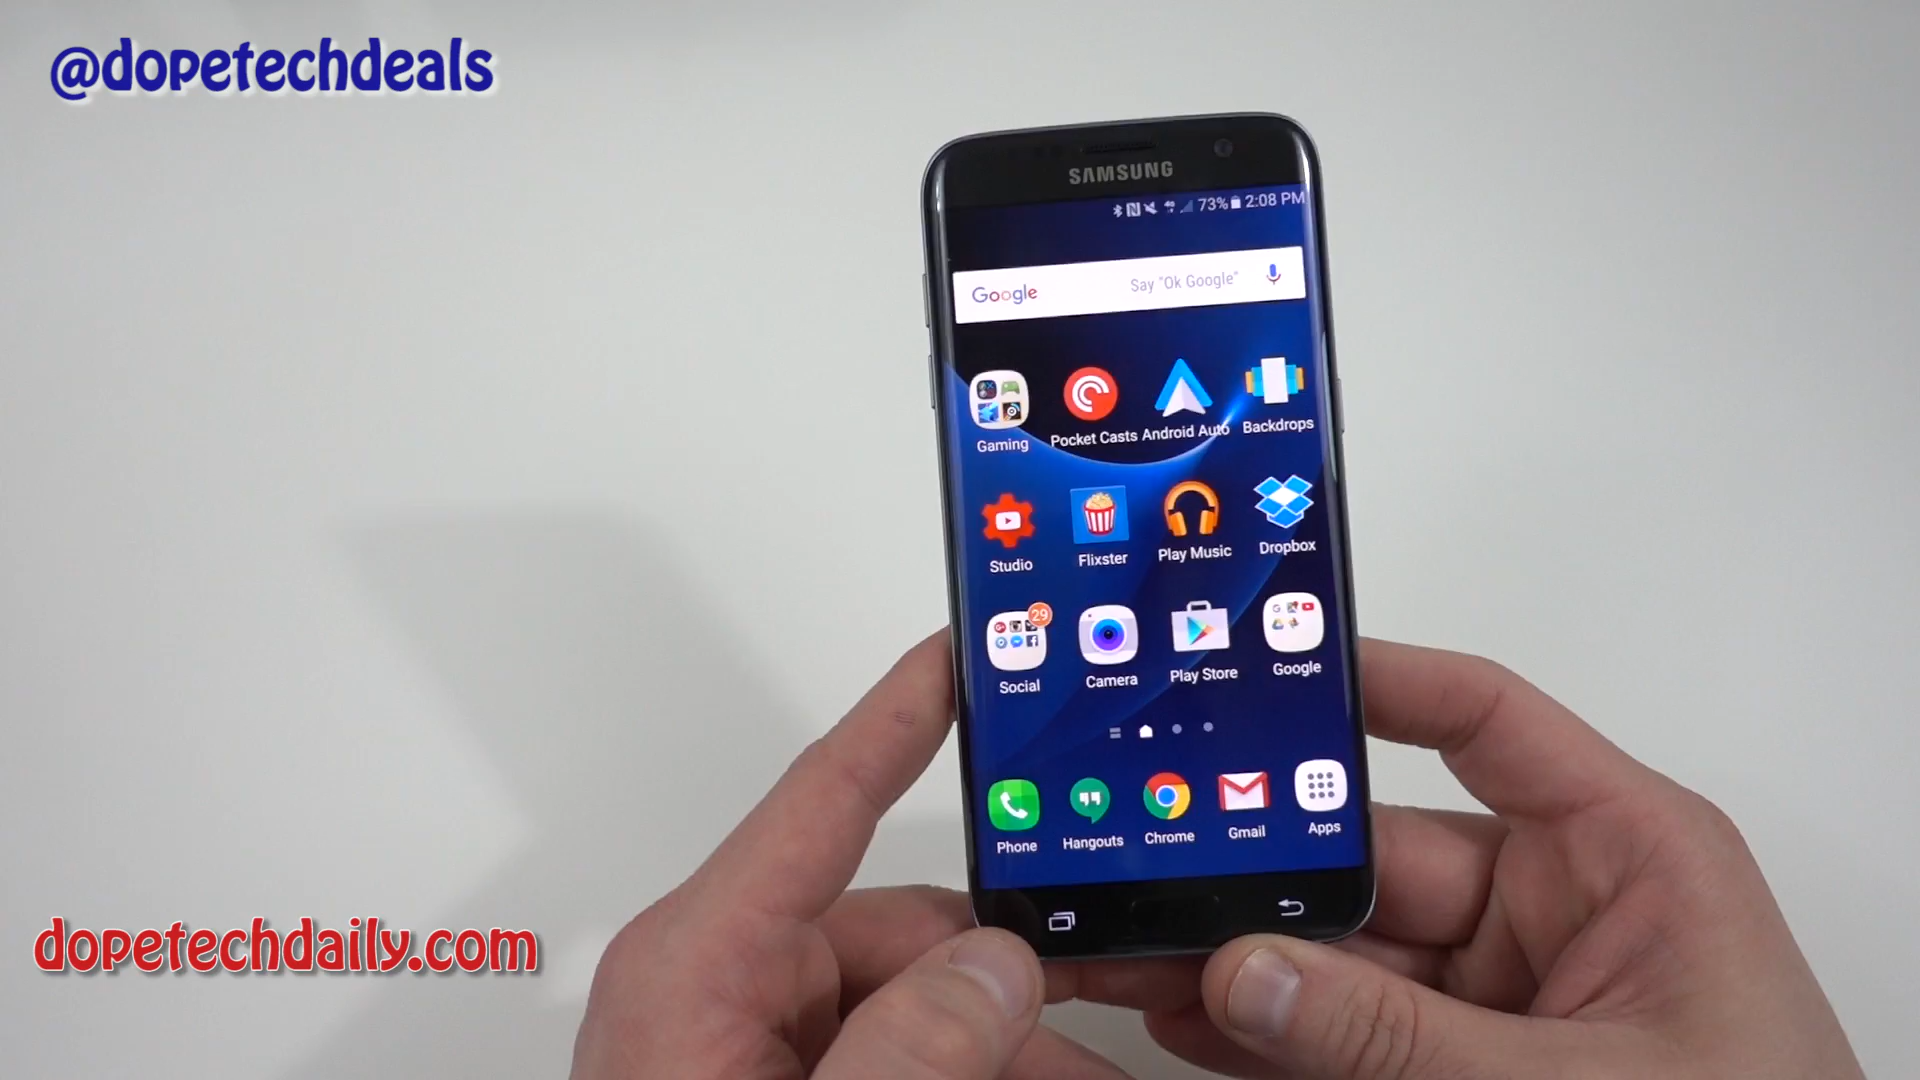 @dopetechdeals
SAMSUNG
73% 2:08 PM
Google Say "Ok Google"
Gaming Pocket Casts Android Auto Backdrops
Studio Flixster Play Music Dropbox
29
Social Camera Play Store Google
Phone Hangouts Chrome Gmail Apps
dopetechdaily.com